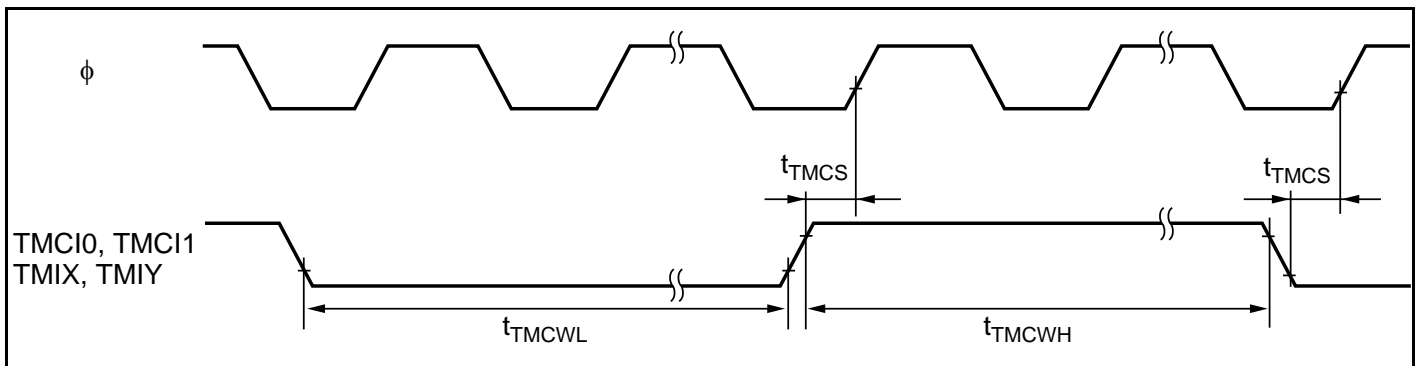 ϕ
tTMCS
tTMCS
TMCI0, TMCI1
TMIX, TMIY
tTMCWL
tTMCWH